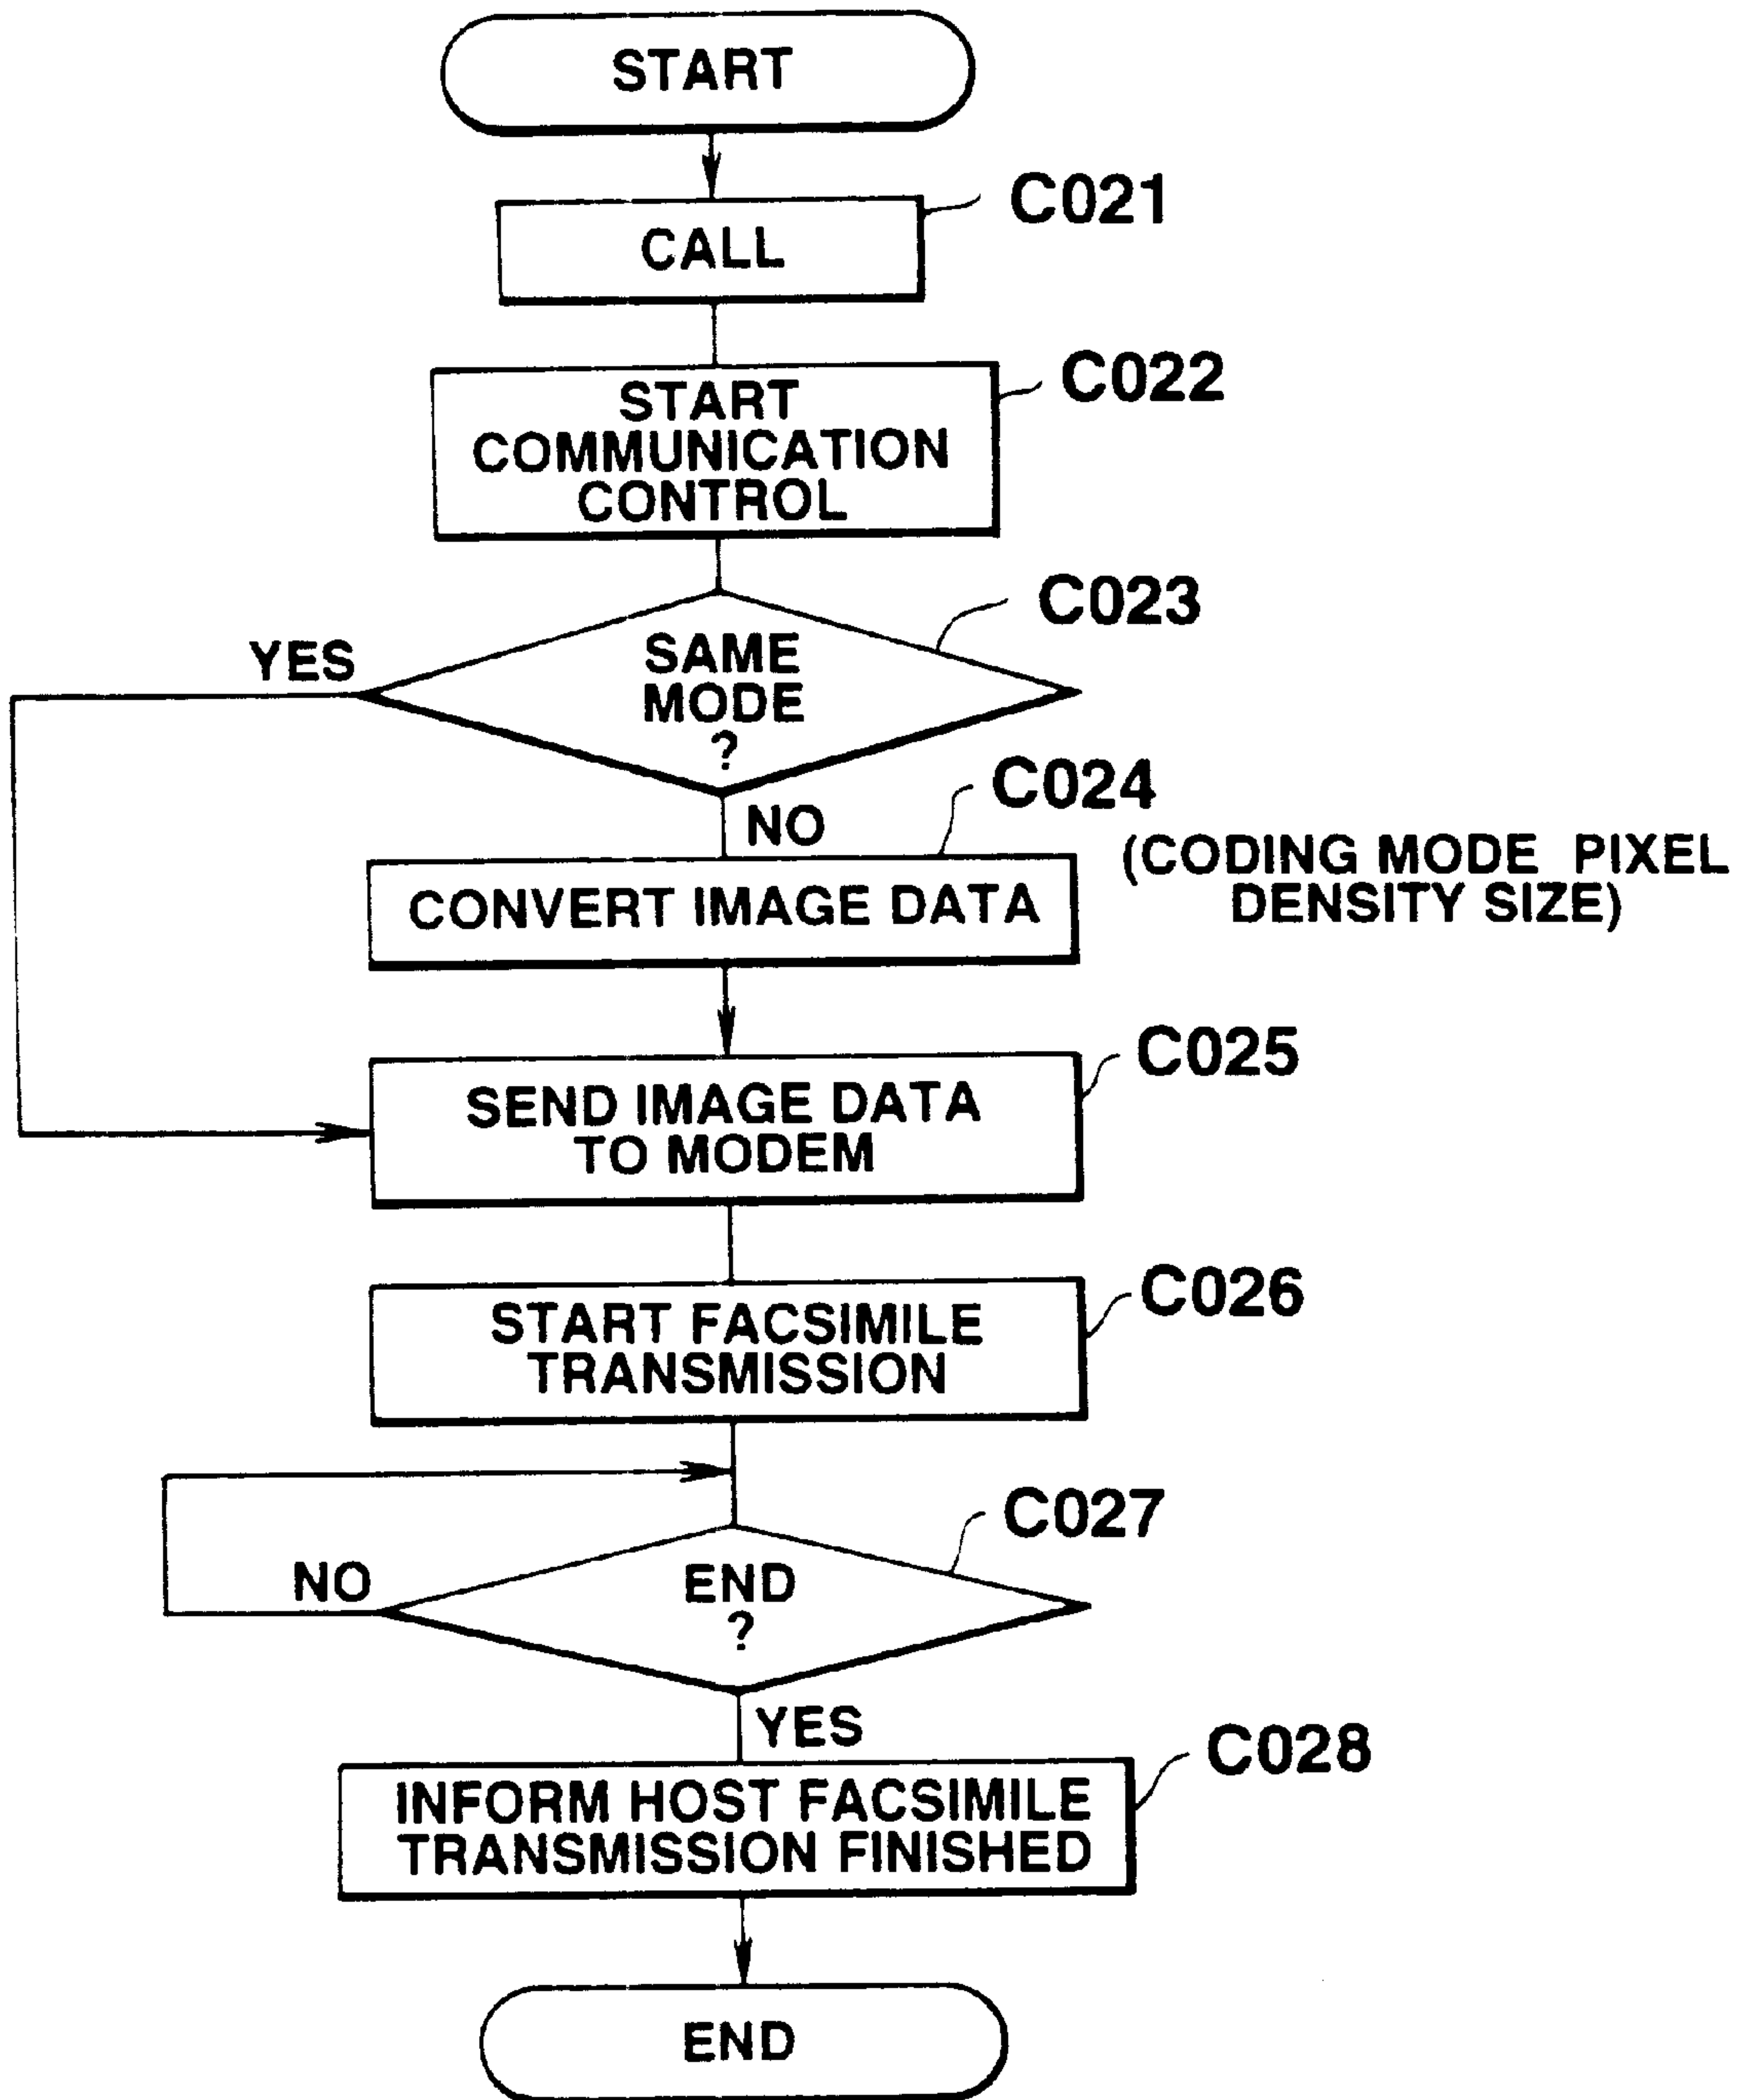 START
C021
CALL
C022
START
COMMUNICATION
CONTROL
C023
YES
SAME
MODE
?
NO
C024
(CODING MODE PIXEL
DENSITY SIZE)
CONVERT IMAGE DATA
C025
SEND IMAGE DATA
TO MODEM
C026
START FACSIMILE
TRANSMISSION
C027
NO
END
?
YES
C028
INFORM HOST FACSIMILE
TRANSMISSION FINISHED
END